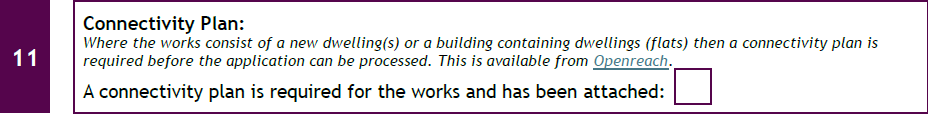 11
Connectivity Plan:
Where the works consist of a new dwelling(s) or a building containing dwellings (flats) then a connectivity plan is
required before the application can be processed. This is available from Openreach.
A connectivity plan is required for the works and has been attached: